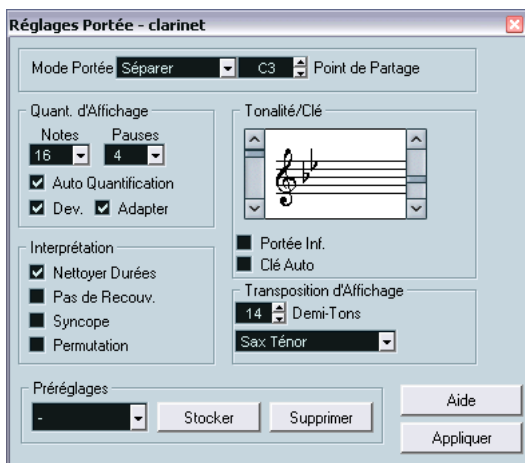 Réglages Portée - clarinet
Mode Portée Séparer C3 Point de Partage
Quant. d'Affichage
Notes Pauses
16 4
Auto Quantification
Dev. Adapter
Tonalité/Clé
Portée Inf.
Clé Auto
Interprétation
Nettoyer Durées
Pas de Recouv.
Syncope
Permutation
Transposition d'Affichage
14 Demi-Tons
Sax Ténor
Préréglages
- Stocker Supprimer
Aide
Appliquer